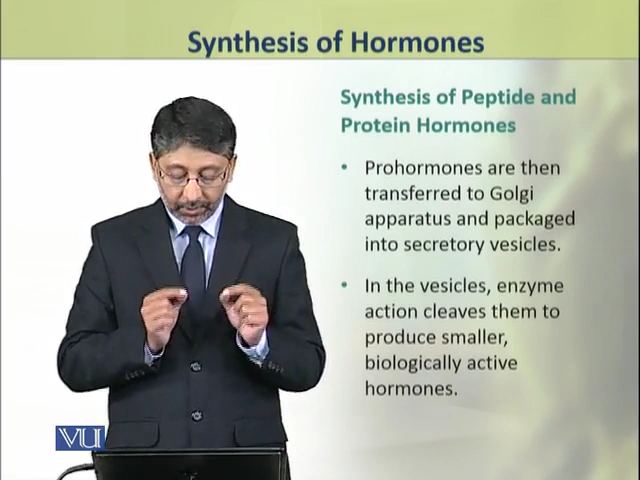 Synthesis of Hormones
Synthesis of Peptide and
Protein Hormones
• Prohormones are then
transferred to Golgi
apparatus and packaged
into secretory vesicles.
• In the vesicles, enzyme
action cleaves them to
produce smaller,
biologically active
hormones.
VU